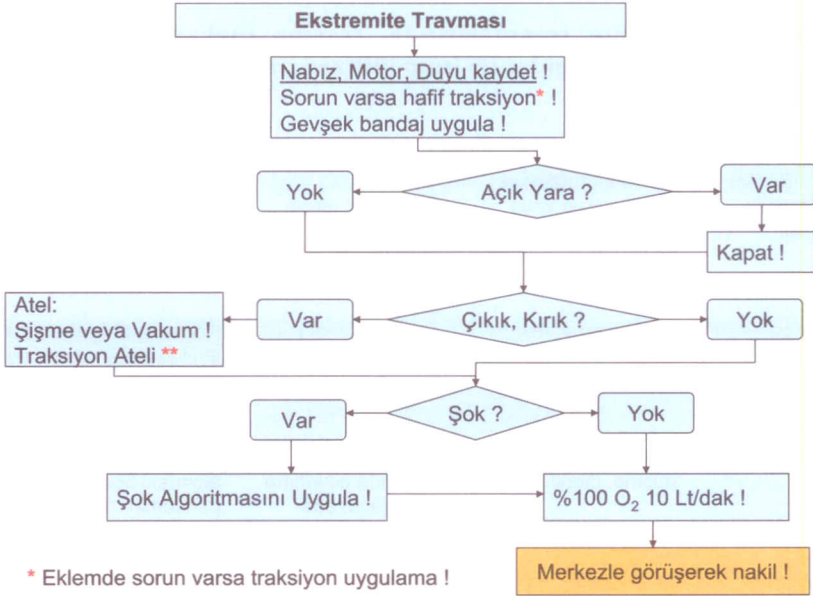 Ekstremite Travması
Nabız, Motor, Duyu kaydet !
Sorun varsa hafif traksiyon* !
Gevşek bandaj uygula !
Yok
Açık Yara ?
Var
Kapat !
Atel:
Şişme veya Vakum !
Traksiyon Ateli **
Var
Çıkık, Kırık ?
Yok
Var
Şok ?
Yok
Şok Algoritmasını Uygula !
%100 O₂ 10 Lt/dak !
* Eklemde sorun varsa traksiyon uygulama !
Merkezle görüşerek nakil !